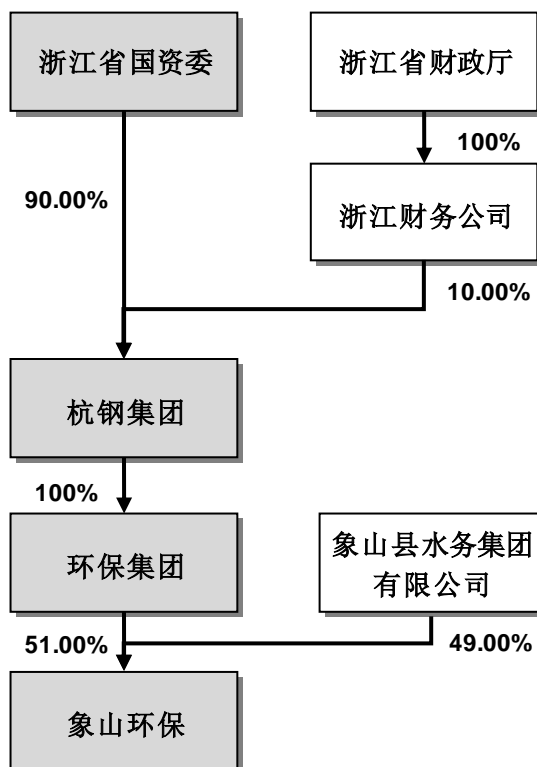 浙江省国资委
浙江省财政厅
100%
90.00%
浙江财务公司
10.00%
杭钢集团
100%
环保集团
象山县水务集团
有限公司
51.00%
49.00%
象山环保